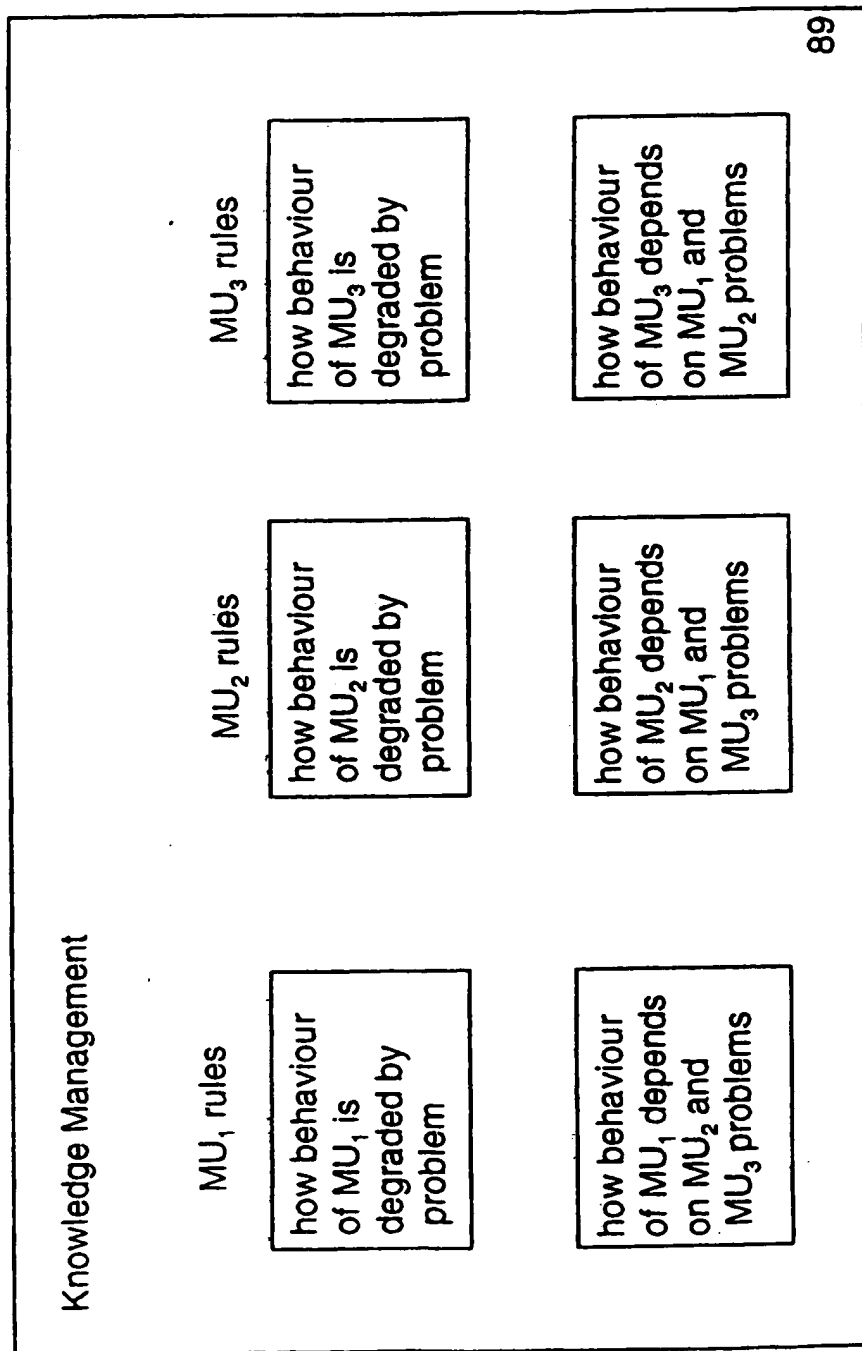 Knowledge Management
MU₁ rules
how behaviour
of MU₁ is
degraded by
problem
how behaviour
of MU₁ depends
on MU₂ and
MU₃ problems
MU₂ rules
how behaviour
of MU₂ is
degraded by
problem
how behaviour
of MU₂ depends
on MU₁ and
MU₃ problems
MU₃ rules
how behaviour
of MU₃ is
degraded by
problem
how behaviour
of MU₃ depends
on MU₁ and
MU₂ problems
89